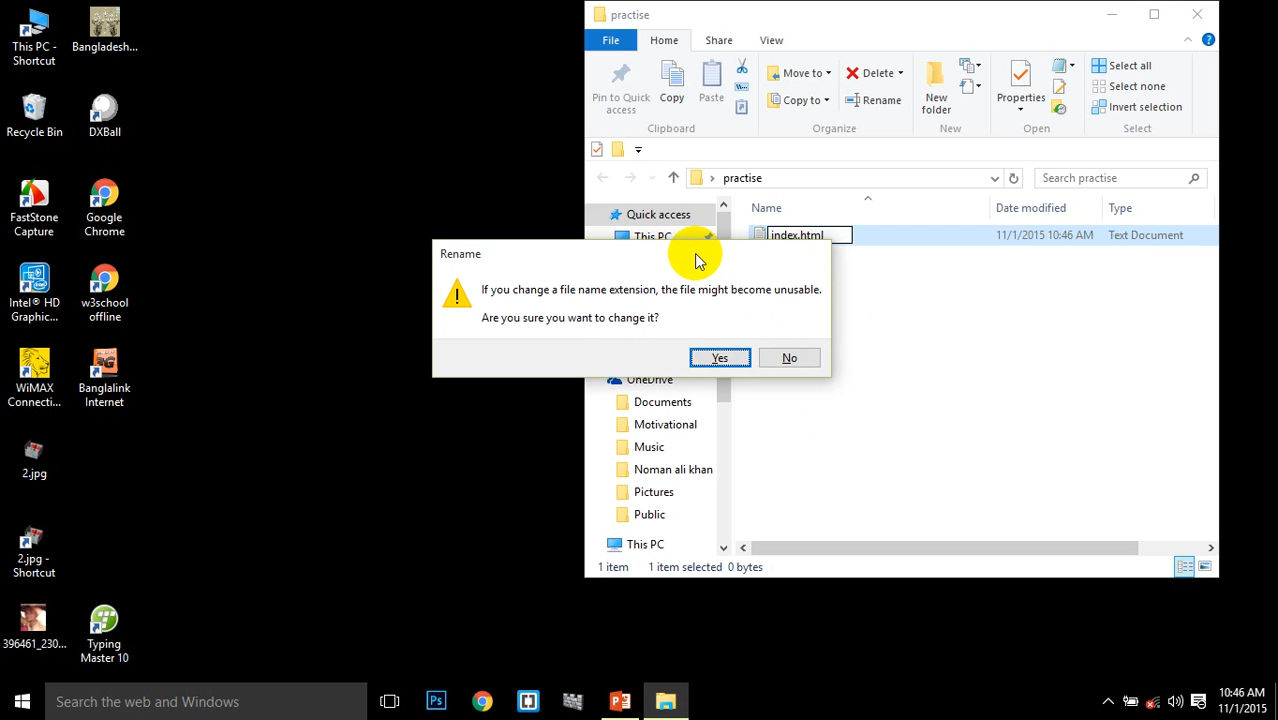 This PC -
Shortcut
Bangladesh...
Recycle Bin
DXBall
FastStone
Capture
Google
Chrome
Intel® HD
Graphic...
w3school
offline
WiMAX
Connecti...
Banglalink
Internet
2.jpg
2.jpg -
Shortcut
396461_230...
Typing
Master 10
practise
File
Home
Share
View
Pin to Quick
access
Copy
Paste
Clipboard
Move to
Copy to
Delete
Rename
Organize
New
folder
New
Properties
Open
Select all
Select none
Invert selection
Select
practise
Search practise
Name
Date modified
Type
Quick access
This PC
index.html
11/1/2015 10:46 AM
Text Document
Rename
If you change a file name extension, the file might become unusable.
Are you sure you want to change it?
Yes
No
OneDrive
Documents
Motivational
Music
Noman ali khan
Pictures
Public
This PC
1 item
1 item selected 0 bytes
Search the web and Windows
Ps
10:46 AM
11/1/2015